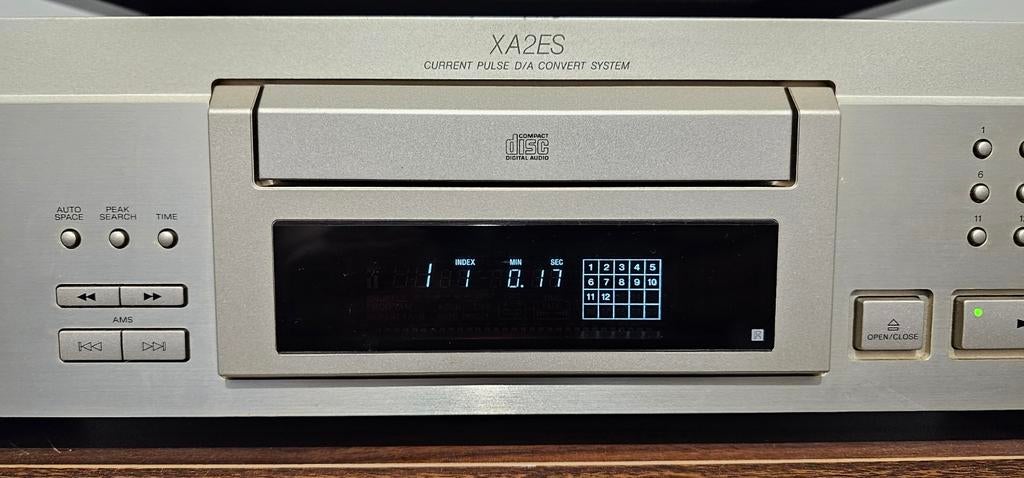 XA2ES
CURRENT PULSE D/A CONVERT SYSTEM
COMPACT
disc
DIGITAL AUDIO
AUTO
SPACE
PEAK
SEARCH
TIME
AMS
INDEX MIN SEC
1 1 0.17
1 2 3 4 5
6 7 8 9 10
11 12
R
OPEN/CLOSE
1
6
11